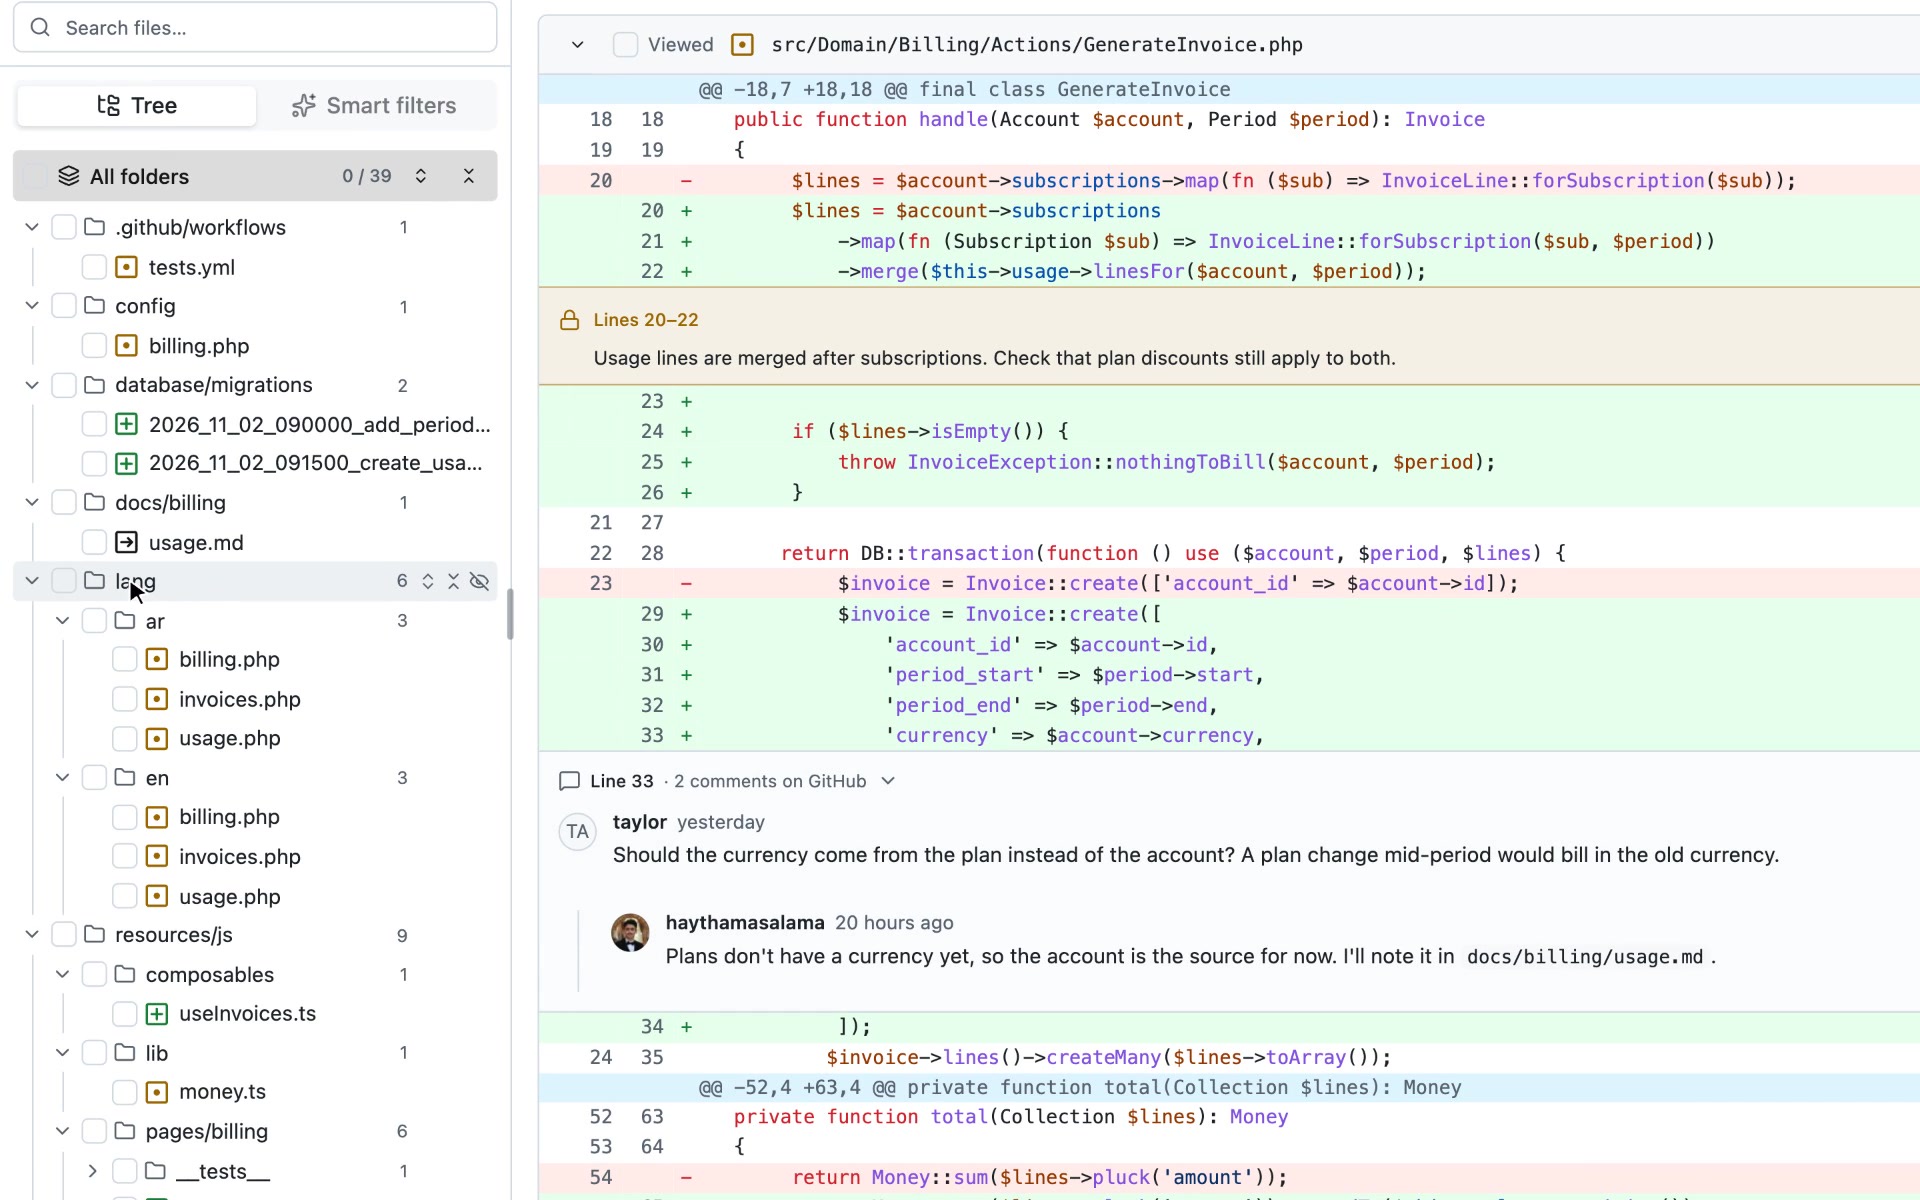 Search files...
Tree
Smart filters
All folders 0 / 39
.github/workflows 1
tests.yml
config 1
billing.php
database/migrations 2
2026_11_02_090000_add_period...
2026_11_02_091500_create_usa...
docs/billing 1
usage.md
lang 6
ar 3
billing.php
invoices.php
usage.php
en 3
billing.php
invoices.php
usage.php
resources/js 9
composables 1
useInvoices.ts
lib 1
money.ts
pages/billing 6
__tests__ 1
Viewed src/Domain/Billing/Actions/GenerateInvoice.php
@@ -18,7 +18,18 @@ final class GenerateInvoice
18 18 public function handle(Account $account, Period $period): Invoice
19 19 {
20 - $lines = $account->subscriptions->map(fn ($sub) => InvoiceLine::forSubscription($sub));
20 + $lines = $account->subscriptions
21 + ->map(fn (Subscription $sub) => InvoiceLine::forSubscription($sub, $period))
22 + ->merge($this->usage->linesFor($account, $period));
Lines 20–22
Usage lines are merged after subscriptions. Check that plan discounts still apply to both.
23 +
24 + if ($lines->isEmpty()) {
25 + throw InvoiceException::nothingToBill($account, $period);
26 + }
21 27
22 28 return DB::transaction(function () use ($account, $period, $lines) {
23 - $invoice = Invoice::create(['account_id' => $account->id]);
29 + $invoice = Invoice::create([
30 + 'account_id' => $account->id,
31 + 'period_start' => $period->start,
32 + 'period_end' => $period->end,
33 + 'currency' => $account->currency,
Line 33 · 2 comments on GitHub
TA
taylor yesterday
Should the currency come from the plan instead of the account? A plan change mid-period would bill in the old currency.
haythamasalama 20 hours ago
Plans don't have a currency yet, so the account is the source for now. I'll note it in docs/billing/usage.md .
34 + ]);
24 35 $invoice->lines()->createMany($lines->toArray());
@@ -52,4 +63,4 @@ private function total(Collection $lines): Money
52 63 private function total(Collection $lines): Money
53 64 {
54 - return Money::sum($lines->pluck('amount'));